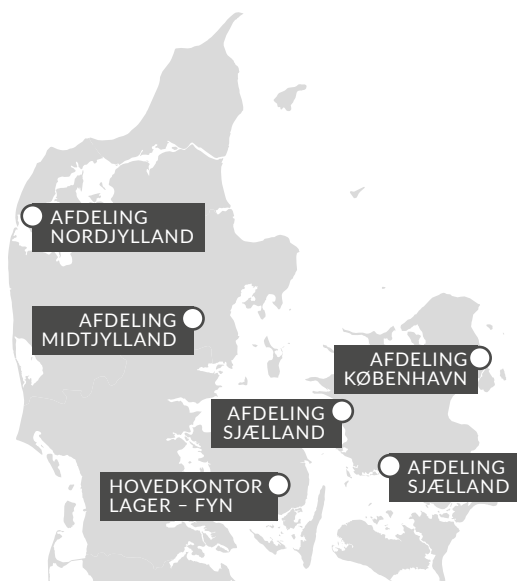 AFDELING
NORDJYLLAND
AFDELING
MIDTJYLLAND
AFDELING
KØBENHAVN
AFDELING
SJÆLLAND
AFDELING
SJÆLLAND
HOVEDKONTOR
LAGER – FYN